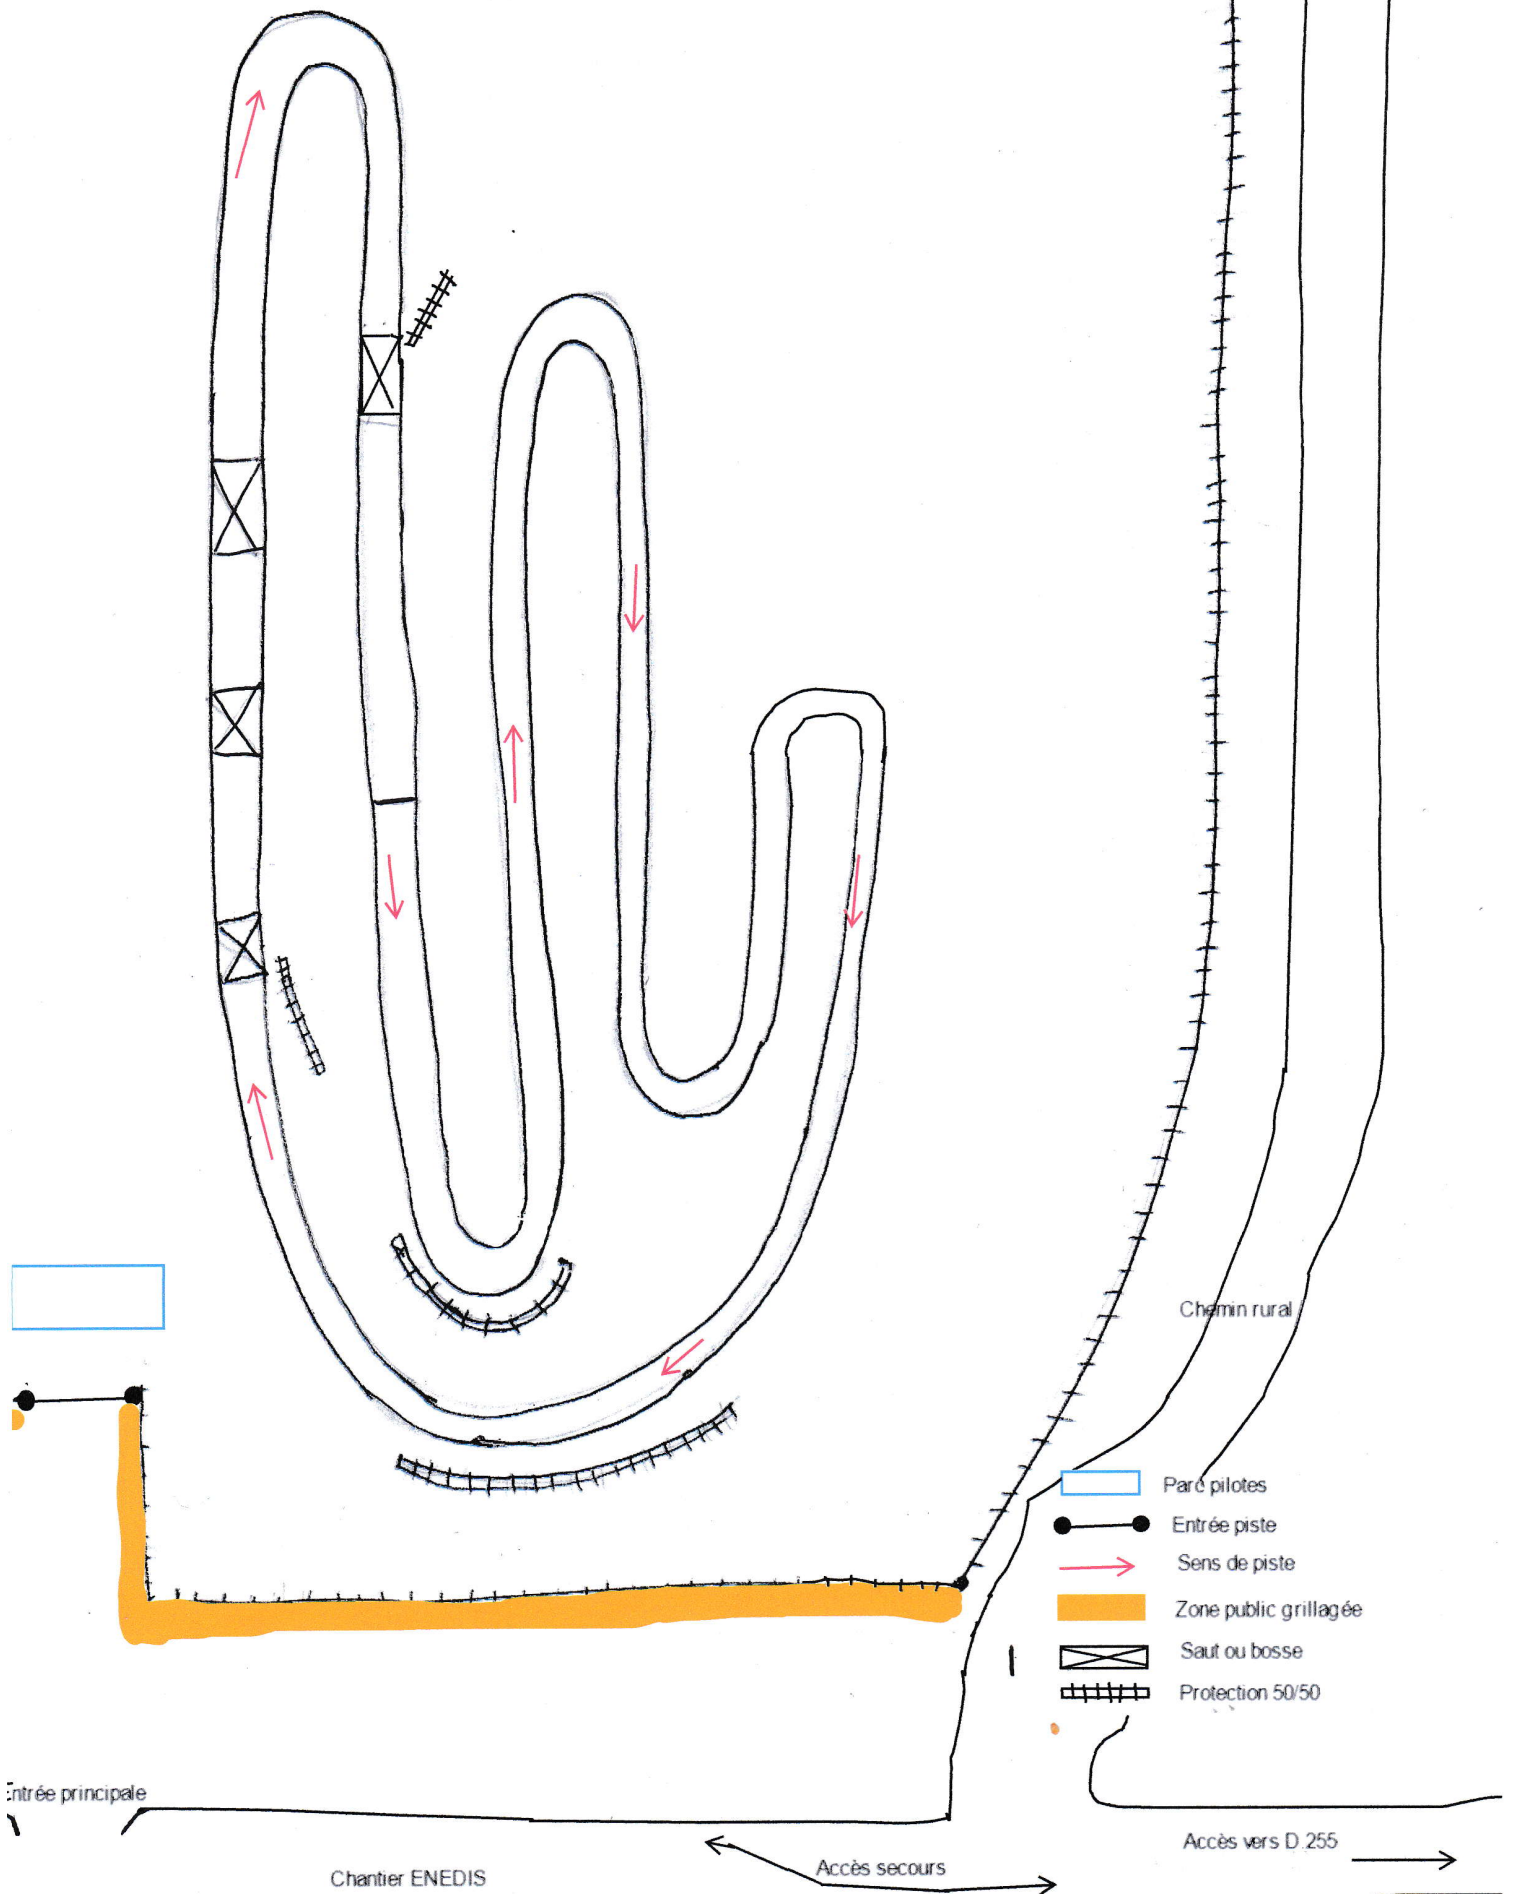 Chemin rural
Parc pilotes
Entrée piste
Sens de piste
Zone public grillagée
Saut ou bosse
Protection 50/50
Entrée principale
Accès vers D.255
Accès secours
Chantier ENEDIS